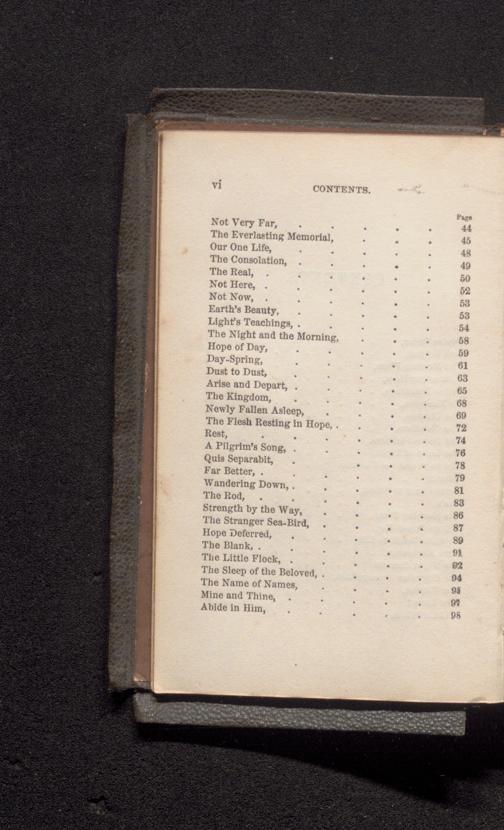 vi CONTENTS.
Page
Not Very Far, . . . . . 44
The Everlasting Memorial, . . . 45
Our One Life, . . . . . 48
The Consolation, . . . . . 49
The Real, . . . . . . 50
Not Here, . . . . . . 52
Not Now, . . . . . . 53
Earth's Beauty, . . . . . 53
Light's Teachings, . . . . . 54
The Night and the Morning, . . . 58
Hope of Day, . . . . . 59
Day-Spring, . . . . . 61
Dust to Dust, . . . . . 63
Arise and Depart, . . . . . 65
The Kingdom, . . . . . 68
Newly Fallen Asleep, . . . . 69
The Flesh Resting in Hope, . . . . 72
Rest, . . . . . . 74
A Pilgrim's Song, . . . . . 76
Quis Separabit, . . . . . 78
Far Better, . . . . . . 79
Wandering Down, . . . . . 81
The Rod, . . . . . . 83
Strength by the Way, . . . . 86
The Stranger Sea-Bird, . . . . 87
Hope Deferred, . . . . . 89
The Blank, . . . . . . 91
The Little Flock, . . . . . 92
The Sleep of the Beloved, . . . . 94
The Name of Names, . . . . 95
Mine and Thine, . . . . . 97
Abide in Him, . . . . . 98